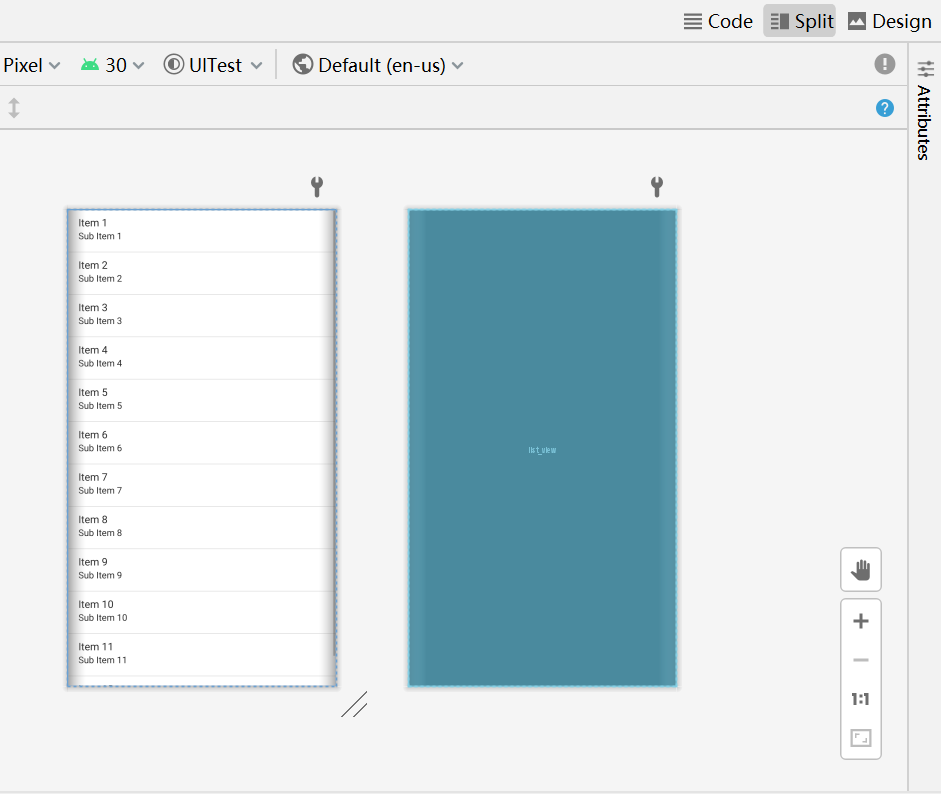 Code Split Design
Pixel 30 UITest Default (en-us)
Attributes
Item 1
Sub Item 1
Item 2
Sub Item 2
Item 3
Sub Item 3
Item 4
Sub Item 4
Item 5
Sub Item 5
Item 6
Sub Item 6
Item 7
Sub Item 7
Item 8
Sub Item 8
Item 9
Sub Item 9
Item 10
Sub Item 10
Item 11
Sub Item 11
list_view
1:1